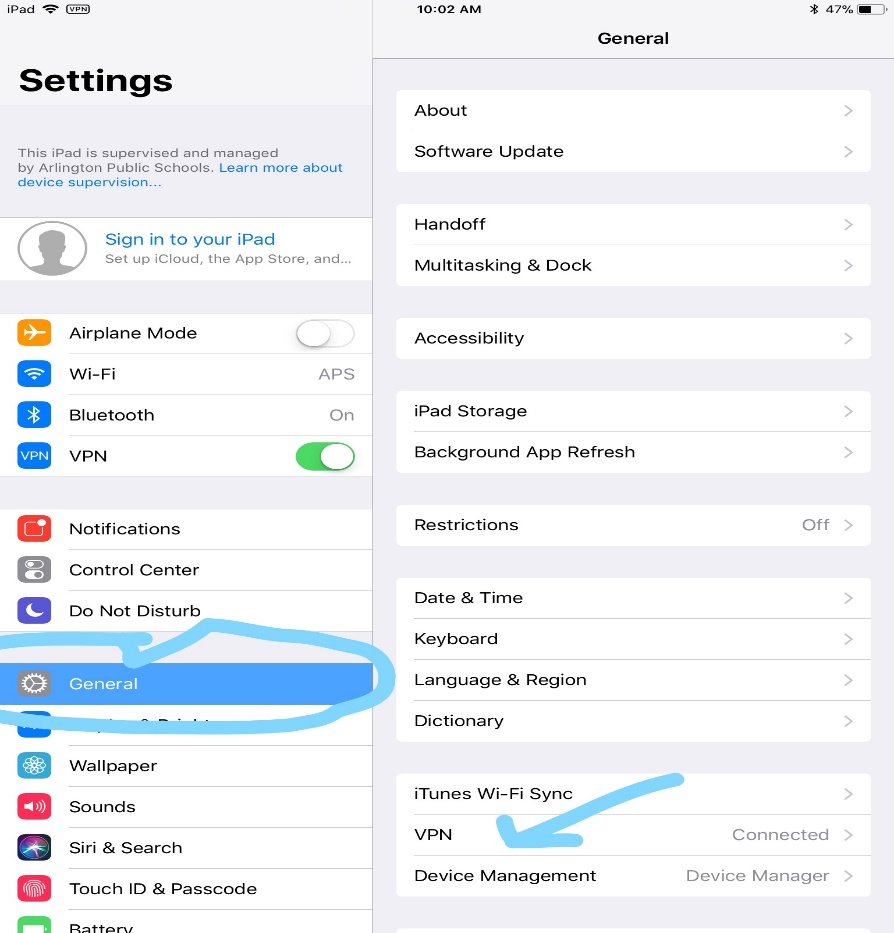 iPad VPN
10:02 AM
47%
Settings
General
This iPad is supervised and managed
by Arlington Public Schools. Learn more about
device supervision...
Sign in to your iPad
Set up iCloud, the App Store, and...
Airplane Mode
Wi-Fi APS
Bluetooth On
VPN VPN
Notifications
Control Center
Do Not Disturb
General
Wallpaper
Sounds
Siri & Search
Touch ID & Passcode
Battery
About
Software Update
Handoff
Multitasking & Dock
Accessibility
iPad Storage
Background App Refresh
Restrictions Off
Date & Time
Keyboard
Language & Region
Dictionary
iTunes Wi-Fi Sync
VPN Connected
Device Management Device Manager